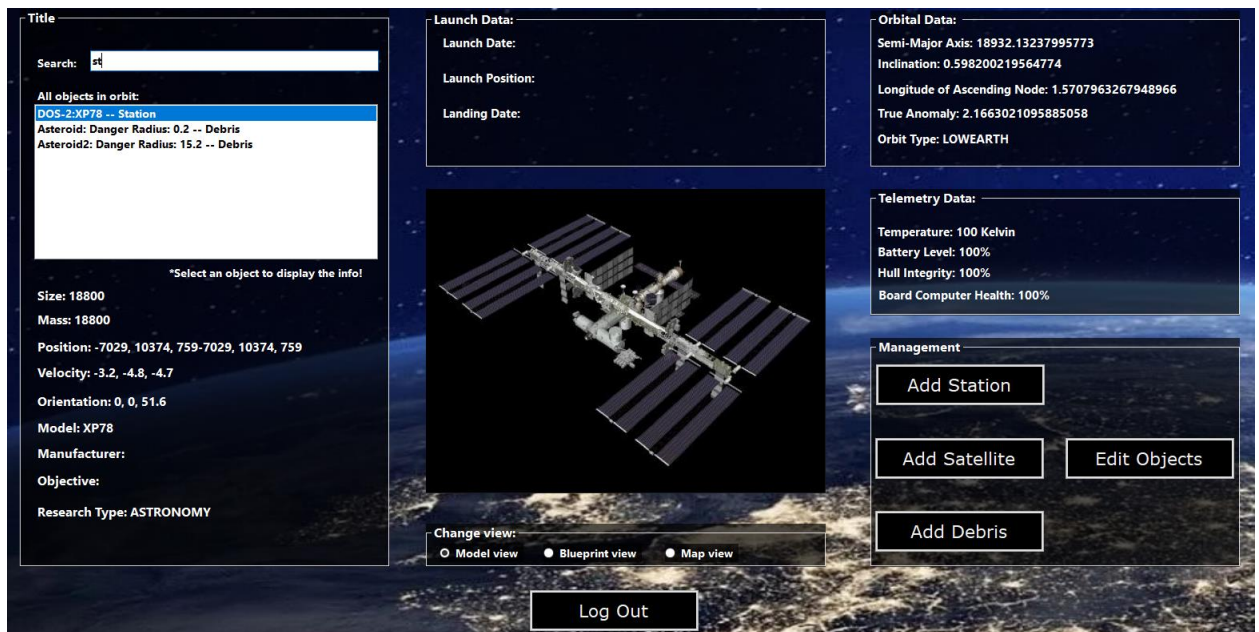 Title
Search: st
All objects in orbit:
DOS-2:XP78 -- Station
Asteroid: Danger Radius: 0.2 -- Debris
Asteroid2: Danger Radius: 15.2 -- Debris
*Select an object to display the info!
Size: 18800
Mass: 18800
Position: -7029, 10374, 759-7029, 10374, 759
Velocity: -3.2, -4.8, -4.7
Orientation: 0, 0, 51.6
Model: XP78
Manufacturer:
Objective:
Research Type: ASTRONOMY
Launch Data:
Launch Date:
Launch Position:
Landing Date:
Change view:
Model view
Blueprint view
Map view
Log Out
Orbital Data:
Semi-Major Axis: 18932.13237995773
Inclination: 0.598200219564774
Longitude of Ascending Node: 1.5707963267948966
True Anomaly: 2.1663021095885058
Orbit Type: LOWEARTH
Telemetry Data:
Temperature: 100 Kelvin
Battery Level: 100%
Hull Integrity: 100%
Board Computer Health: 100%
Management
Add Station
Add Satellite
Edit Objects
Add Debris